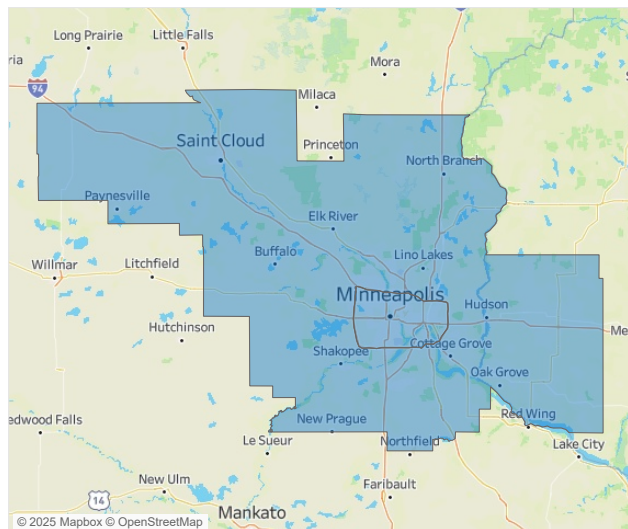 Long Prairie
Little Falls
ria
94
Mora
Milaca
Saint Cloud
Princeton
North Branch
Paynesville
Elk River
Buffalo
Lino Lakes
Willmar
Litchfield
Minneapolis
Hudson
Hutchinson
Me
Cottage Grove
Shakopee
Oak Grove
edwood Falls
New Prague
Red Wing
Le Sueur
Northfield
Lake City
New Ulm
Faribault
14
Mankato
© 2025 Mapbox © OpenStreetMap